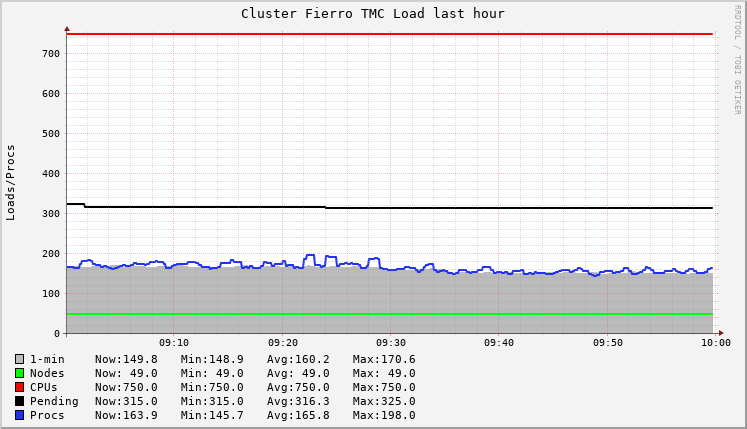 Cluster Fierro TMC Load last hour
RRDTOOL / TOBI OETIKER
Loads/Procs
700
600
500
400
300
200
100
0
09:10 09:20 09:30 09:40 09:50 10:00
1-min Now:149.8 Min:148.9 Avg:160.2 Max:170.6
Nodes Now: 49.0 Min: 49.0 Avg: 49.0 Max: 49.0
CPUs Now:750.0 Min:750.0 Avg:750.0 Max:750.0
Pending Now:315.0 Min:315.0 Avg:316.3 Max:325.0
Procs Now:163.9 Min:145.7 Avg:165.8 Max:198.0